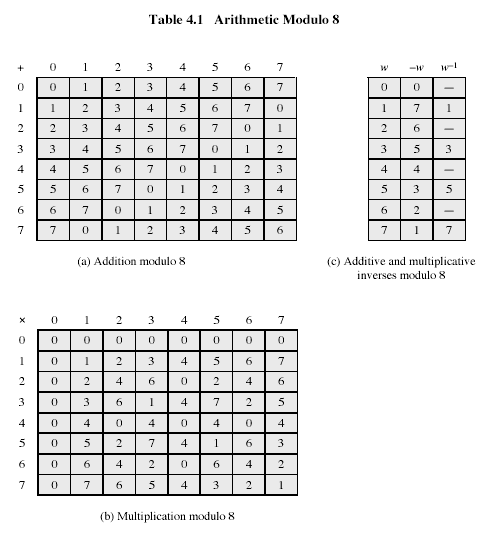 Table 4.1 Arithmetic Modulo 8
+ 0 1 2 3 4 5 6 7
0 0 1 2 3 4 5 6 7
1 1 2 3 4 5 6 7 0
2 2 3 4 5 6 7 0 1
3 3 4 5 6 7 0 1 2
4 4 5 6 7 0 1 2 3
5 5 6 7 0 1 2 3 4
6 6 7 0 1 2 3 4 5
7 7 0 1 2 3 4 5 6
(a) Addition modulo 8
w −w w⁻¹
0 0 —
1 7 1
2 6 —
3 5 3
4 4 —
5 3 5
6 2 —
7 1 7
(c) Additive and multiplicative
inverses modulo 8
× 0 1 2 3 4 5 6 7
0 0 0 0 0 0 0 0 0
1 0 1 2 3 4 5 6 7
2 0 2 4 6 0 2 4 6
3 0 3 6 1 4 7 2 5
4 0 4 0 4 0 4 0 4
5 0 5 2 7 4 1 6 3
6 0 6 4 2 0 6 4 2
7 0 7 6 5 4 3 2 1
(b) Multiplication modulo 8